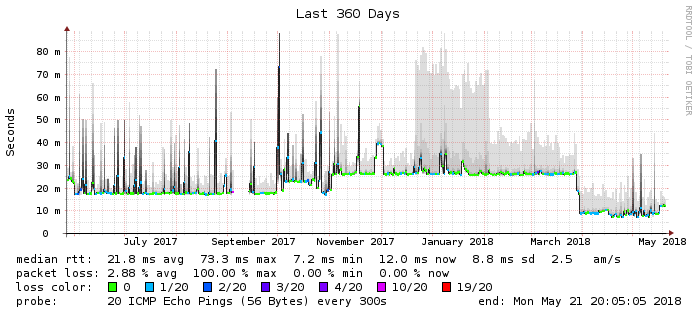 Last 360 Days
RRDTOOL / TOBI OETIKER
Seconds
80 m
70 m
60 m
50 m
40 m
30 m
20 m
10 m
0
July 2017 September 2017 November 2017 January 2018 March 2018 May 2018
median rtt: 21.8 ms avg 73.3 ms max 7.2 ms min 12.0 ms now 8.8 ms sd 2.5 am/s
packet loss: 2.88 % avg 100.00 % max 0.00 % min 0.00 % now
loss color: 0 1/20 2/20 3/20 4/20 10/20 19/20
probe: 20 ICMP Echo Pings (56 Bytes) every 300s end: Mon May 21 20:05:05 2018